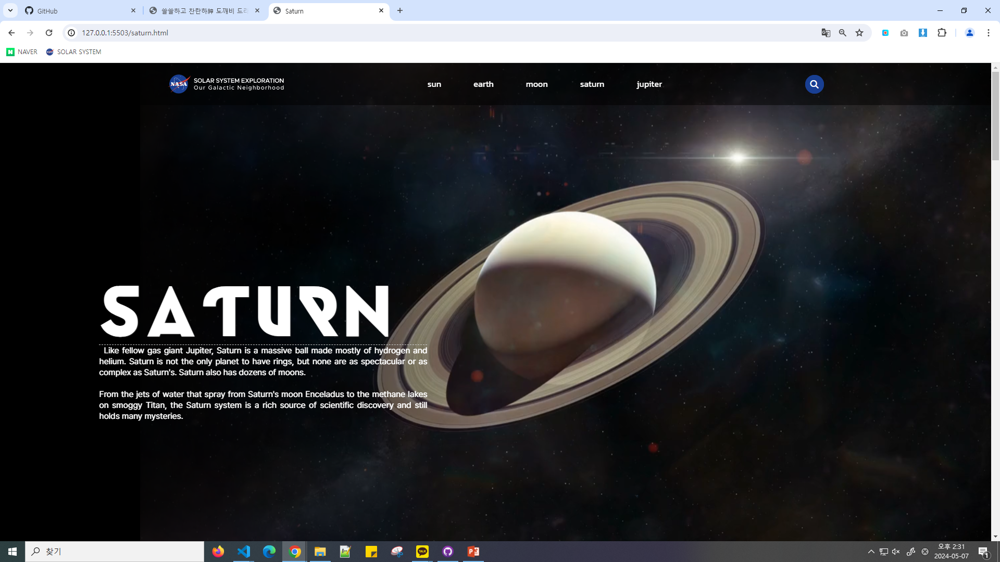 GitHub
쓸쓸하고 찬란하神 도깨비
Saturn
127.0.0.1:5503/saturn.html
NAVER
SOLAR SYSTEM
NASA
SOLAR SYSTEM EXPLORATION
Our Galactic Neighborhood
sun earth moon saturn jupiter
SATURN
Like fellow gas giant Jupiter, Saturn is a massive ball made mostly of hydrogen and
helium. Saturn is not the only planet to have rings, but none are as spectacular or as
complex as Saturn's. Saturn also has dozens of moons.
From the jets of water that spray from Saturn's moon Enceladus to the methane lakes
on smoggy Titan, the Saturn system is a rich source of scientific discovery and still
holds many mysteries.
찾기
TALK
오후 2:31
2024-05-07
1